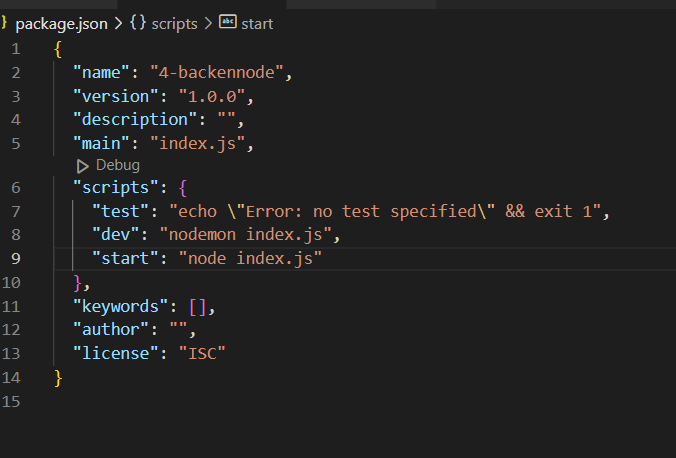 package.json > {} scripts > abc start
1 {
2 "name": "4-backennode",
3 "version": "1.0.0",
4 "description": "",
5 "main": "index.js",
Debug
6 "scripts": {
7 "test": "echo \"Error: no test specified\" && exit 1",
8 "dev": "nodemon index.js",
9 "start": "node index.js"
10 },
11 "keywords": [],
12 "author": "",
13 "license": "ISC"
14 }
15